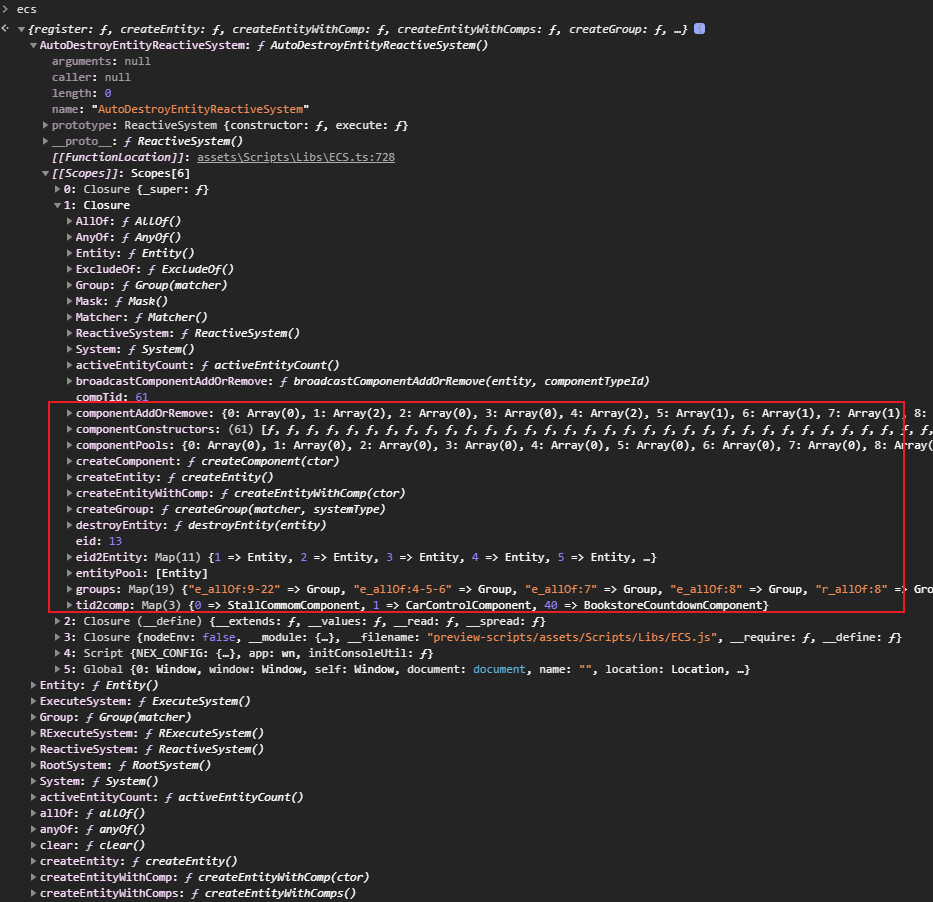 > ecs
{register: ƒ, createEntity: ƒ, createEntityWithComp: ƒ, createEntityWithComps: ƒ, createGroup: ƒ, …}
AutoDestroyEntityReactiveSystem: ƒ AutoDestroyEntityReactiveSystem()
arguments: null
caller: null
length: 0
name: "AutoDestroyEntityReactiveSystem"
prototype: ReactiveSystem {constructor: ƒ, execute: ƒ}
__proto__: ƒ ReactiveSystem()
[[FunctionLocation]]: assets\Scripts\Libs\ECS.ts:728
[[Scopes]]: Scopes[6]
0: Closure {_super: ƒ}
1: Closure
AllOf: ƒ AllOf()
AnyOf: ƒ AnyOf()
Entity: ƒ Entity()
ExcludeOf: ƒ ExcludeOf()
Group: ƒ Group(matcher)
Mask: ƒ Mask()
Matcher: ƒ Matcher()
ReactiveSystem: ƒ ReactiveSystem()
System: ƒ System()
activeEntityCount: ƒ activeEntityCount()
broadcastComponentAddOrRemove: ƒ broadcastComponentAddOrRemove(entity, componentTypeId)
compTid: 61
componentAddOrRemove: {0: Array(0), 1: Array(2), 2: Array(0), 3: Array(0), 4: Array(2), 5: Array(1), 6: Array(1), 7: Array(1), 8:
componentConstructors: (61) [ƒ, ƒ, ƒ, ƒ, ƒ, ƒ, ƒ, ƒ, ƒ, ƒ, ƒ, ƒ, ƒ, ƒ, ƒ, ƒ, ƒ, ƒ, ƒ, ƒ, ƒ, ƒ, ƒ, ƒ, ƒ, ƒ, ƒ, ƒ, ƒ, ƒ, ƒ, ƒ, ƒ, ƒ,
componentPools: {0: Array(0), 1: Array(0), 2: Array(0), 3: Array(0), 4: Array(0), 5: Array(0), 6: Array(0), 7: Array(0), 8: Array(
createComponent: ƒ createComponent(ctor)
createEntity: ƒ createEntity()
createEntityWithComp: ƒ createEntityWithComp(ctor)
createGroup: ƒ createGroup(matcher, systemType)
destroyEntity: ƒ destroyEntity(entity)
eid: 13
eid2Entity: Map(11) {1 => Entity, 2 => Entity, 3 => Entity, 4 => Entity, 5 => Entity, …}
entityPool: [Entity]
groups: Map(19) {"e_allOf:9-22" => Group, "e_allOf:4-5-6" => Group, "e_allOf:7" => Group, "e_allOf:8" => Group, "r_allOf:8" => Gro
tid2comp: Map(3) {0 => StallCommomComponent, 1 => CarControlComponent, 40 => BookstoreCountdownComponent}
2: Closure (__define) {__extends: ƒ, __values: ƒ, __read: ƒ, __spread: ƒ}
3: Closure {nodeEnv: false, __module: {…}, __filename: "preview-scripts/assets/Scripts/Libs/ECS.js", __require: ƒ, __define: ƒ}
4: Script {NEX_CONFIG: {…}, app: wn, initConsoleUtil: ƒ}
5: Global {0: Window, window: Window, self: Window, document: document, name: "", location: Location, …}
Entity: ƒ Entity()
ExecuteSystem: ƒ ExecuteSystem()
Group: ƒ Group(matcher)
RExecuteSystem: ƒ RExecuteSystem()
ReactiveSystem: ƒ ReactiveSystem()
RootSystem: ƒ RootSystem()
System: ƒ System()
activeEntityCount: ƒ activeEntityCount()
allOf: ƒ allOf()
anyOf: ƒ anyOf()
clear: ƒ clear()
createEntity: ƒ createEntity()
createEntityWithComp: ƒ createEntityWithComp(ctor)
createEntityWithComps: ƒ createEntityWithComps()